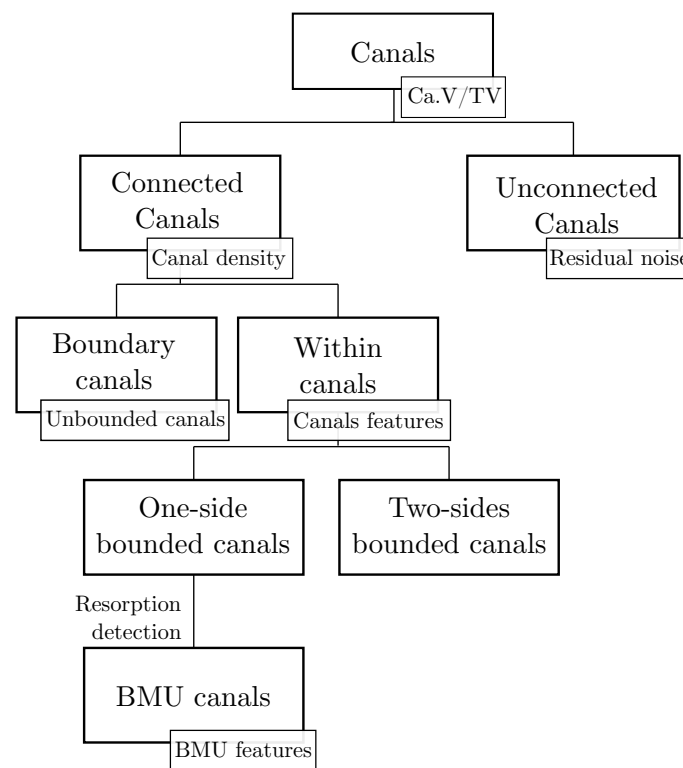 Canals
Ca.V/TV
Connected
Canals
Canal density
Unconnected
Canals
Residual noise
Boundary
canals
Unbounded canals
Within
canals
Canals features
One-side
bounded canals
Two-sides
bounded canals
Resorption
detection
BMU canals
BMU features